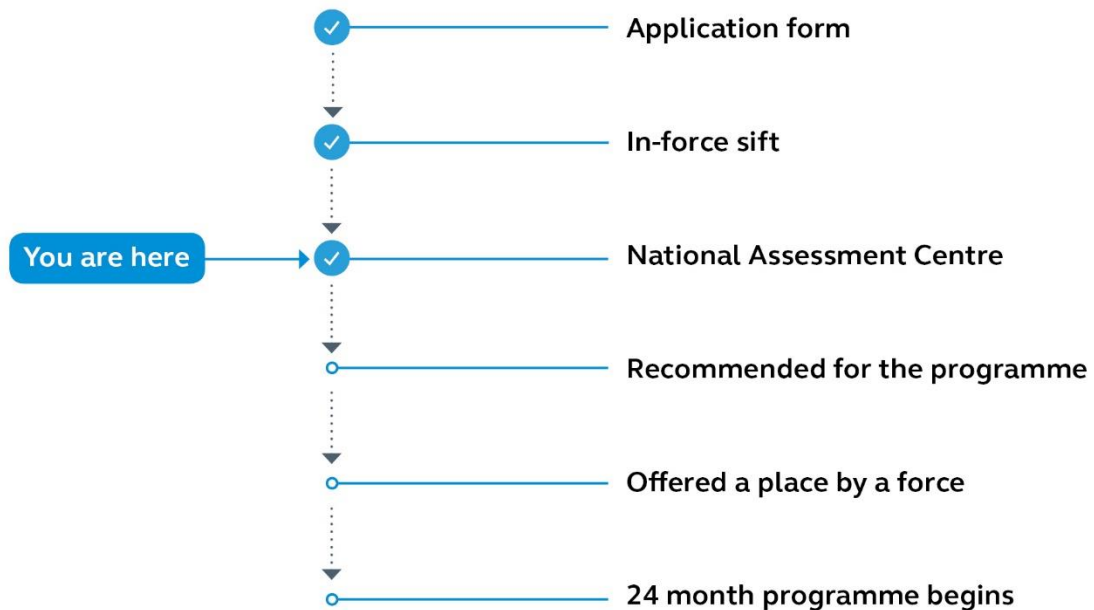 Application form
In-force sift
You are here
National Assessment Centre
Recommended for the programme
Offered a place by a force
24 month programme begins